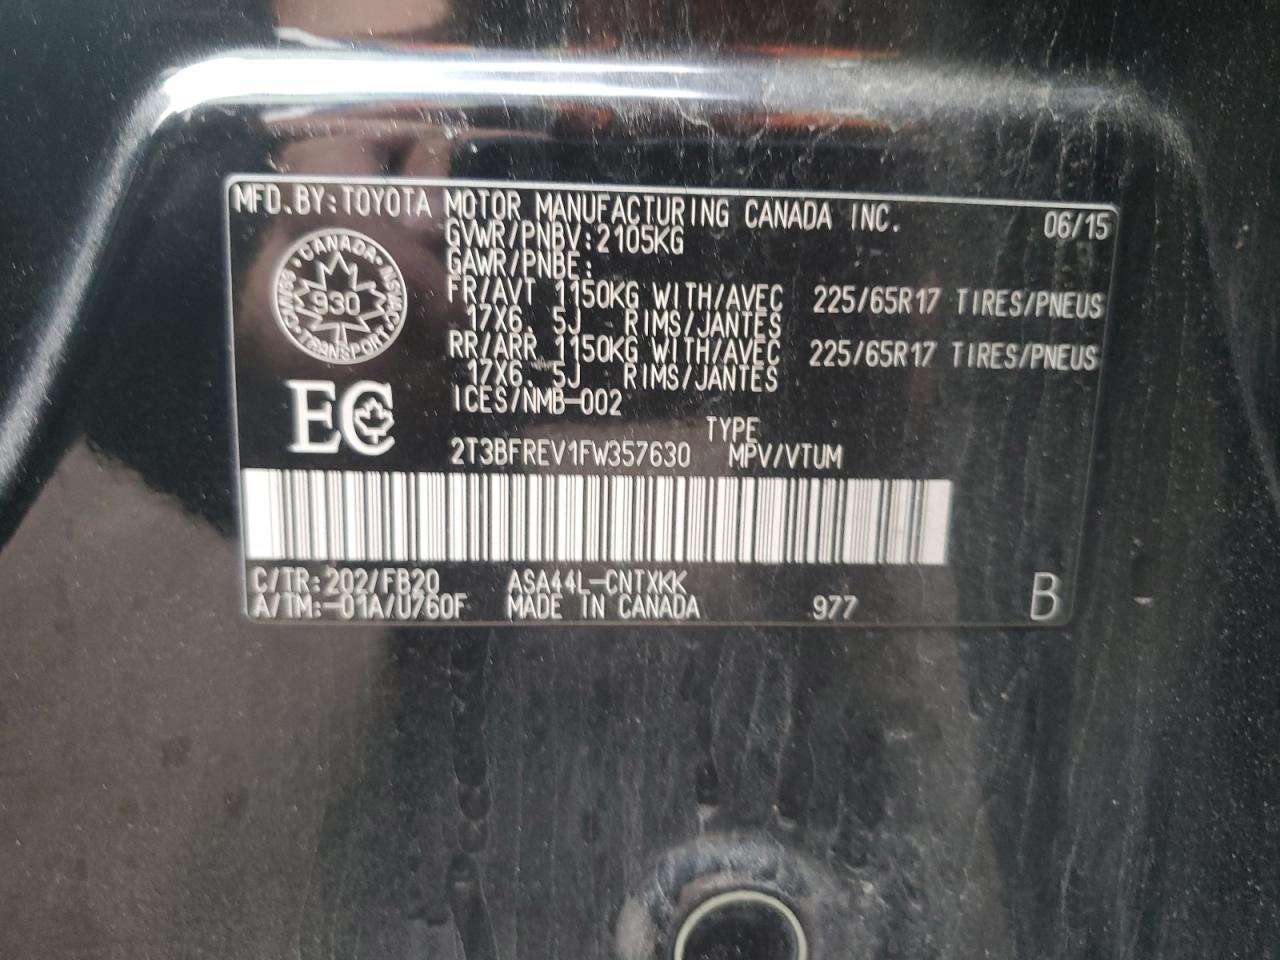 MFD.BY:TOYOTA MOTOR MANUFACTURING CANADA INC. 06/15
GVWR/PNBV:2105KG
GAWR/PNBE:
FR/AVT 1150KG WITH/AVEC 225/65R17 TIRES/PNEUS
17X6.5J RIMS/JANTES
RR/ARR 1150KG WITH/AVEC 225/65R17 TIRES/PNEUS
17X6.5J RIMS/JANTES
ICES/NMB-002
TYPE
2T3BFREV1FW357630 MPV/VTUM
CANADA
930
TRANSPORT
CMVSS
NSVAC
EC
C/TR:202/FB20 ASA44L-CNTXKK
A/TM:-01A/U760F MADE IN CANADA 977 B